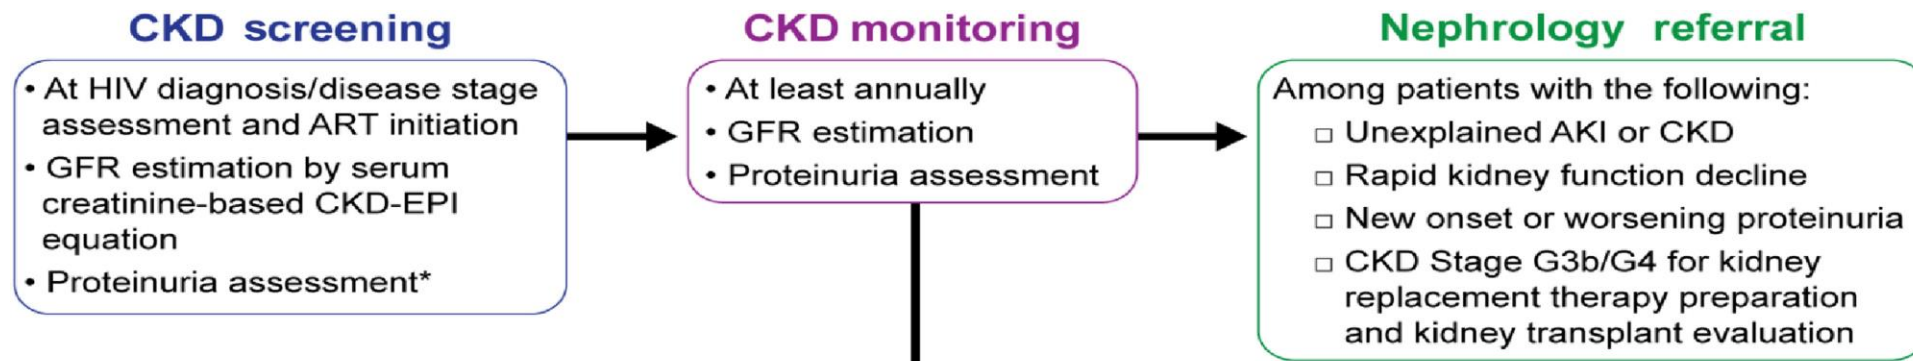 CKD screening
• At HIV diagnosis/disease stage
assessment and ART initiation
• GFR estimation by serum
creatinine-based CKD-EPI
equation
• Proteinuria assessment*
CKD monitoring
• At least annually
• GFR estimation
• Proteinuria assessment
Nephrology referral
Among patients with the following:
□ Unexplained AKI or CKD
□ Rapid kidney function decline
□ New onset or worsening proteinuria
□ CKD Stage G3b/G4 for kidney
replacement therapy preparation
and kidney transplant evaluation